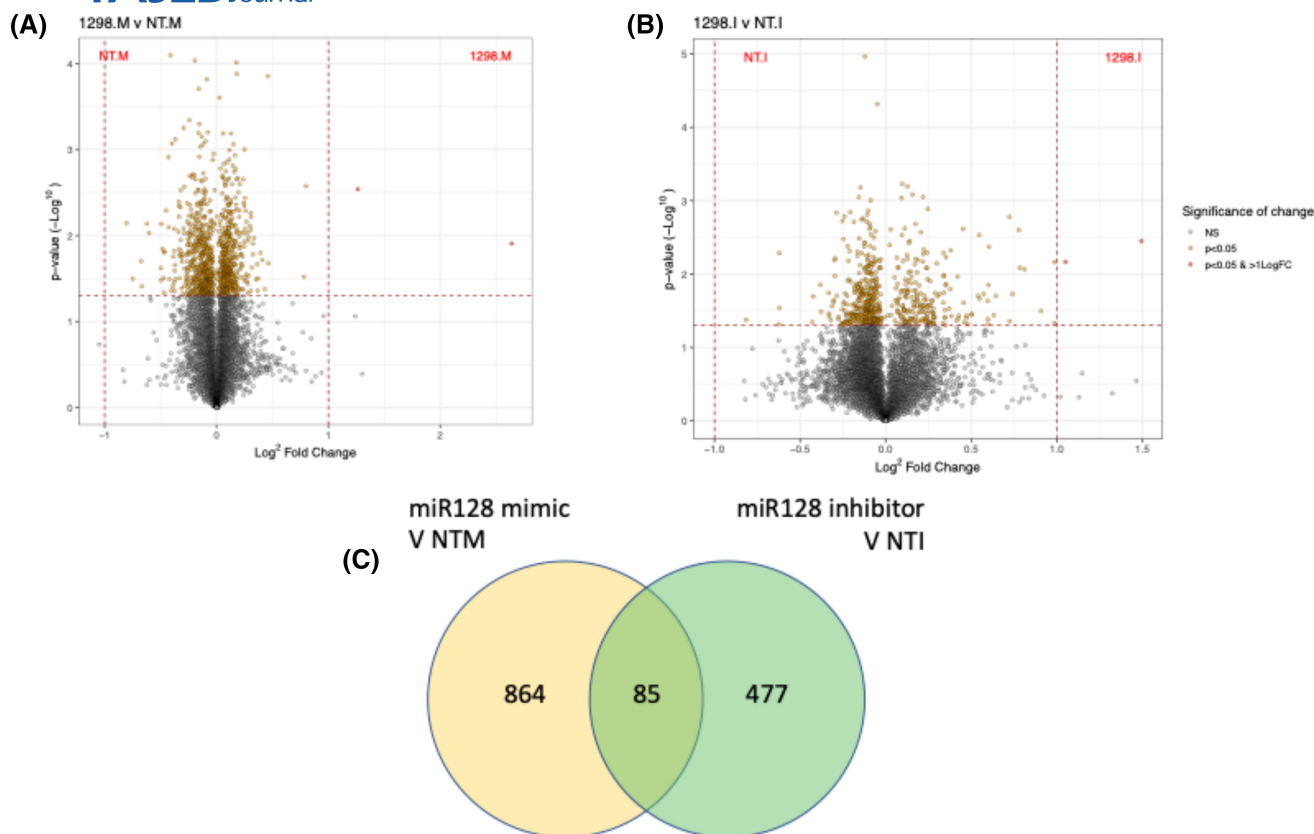 Journal
(A)
1298.M v NT.M
NT.M
1298.M
4
3
2
1
0
p-value (-Log10)
-1
0
1
2
Log2 Fold Change
(B)
1298.I v NT.I
NT.I
1298.I
5
4
3
2
1
0
p-value (-Log10)
-1.0
-0.5
0.0
0.5
1.0
1.5
Log2 Fold Change
Significance of change
NS
p<0.05
p<0.05 & >1LogFC
(C)
miR128 mimic
V NTM
miR128 inhibitor
V NTI
864
85
477